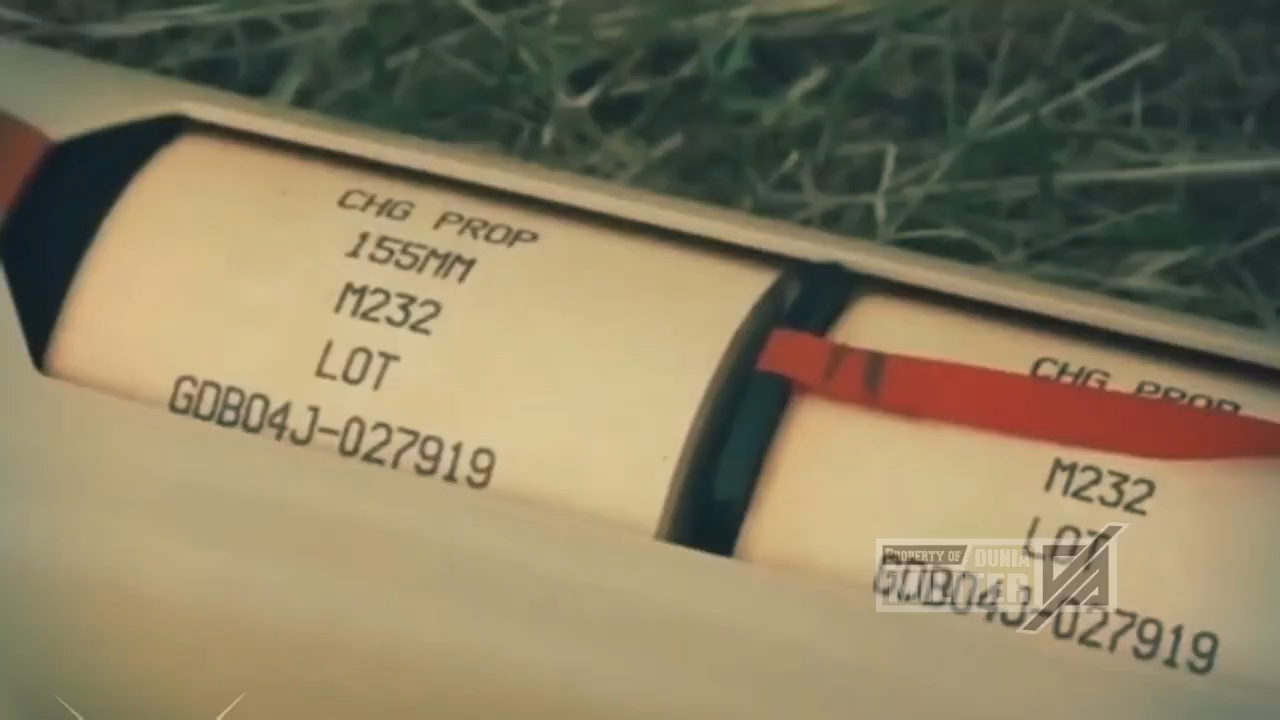 CHG PROP
155MM
M232
LOT
GDB04J-027919
CHG PROP
M232
LOT
GDB04J-027919
PROPERTY OF DUNIA